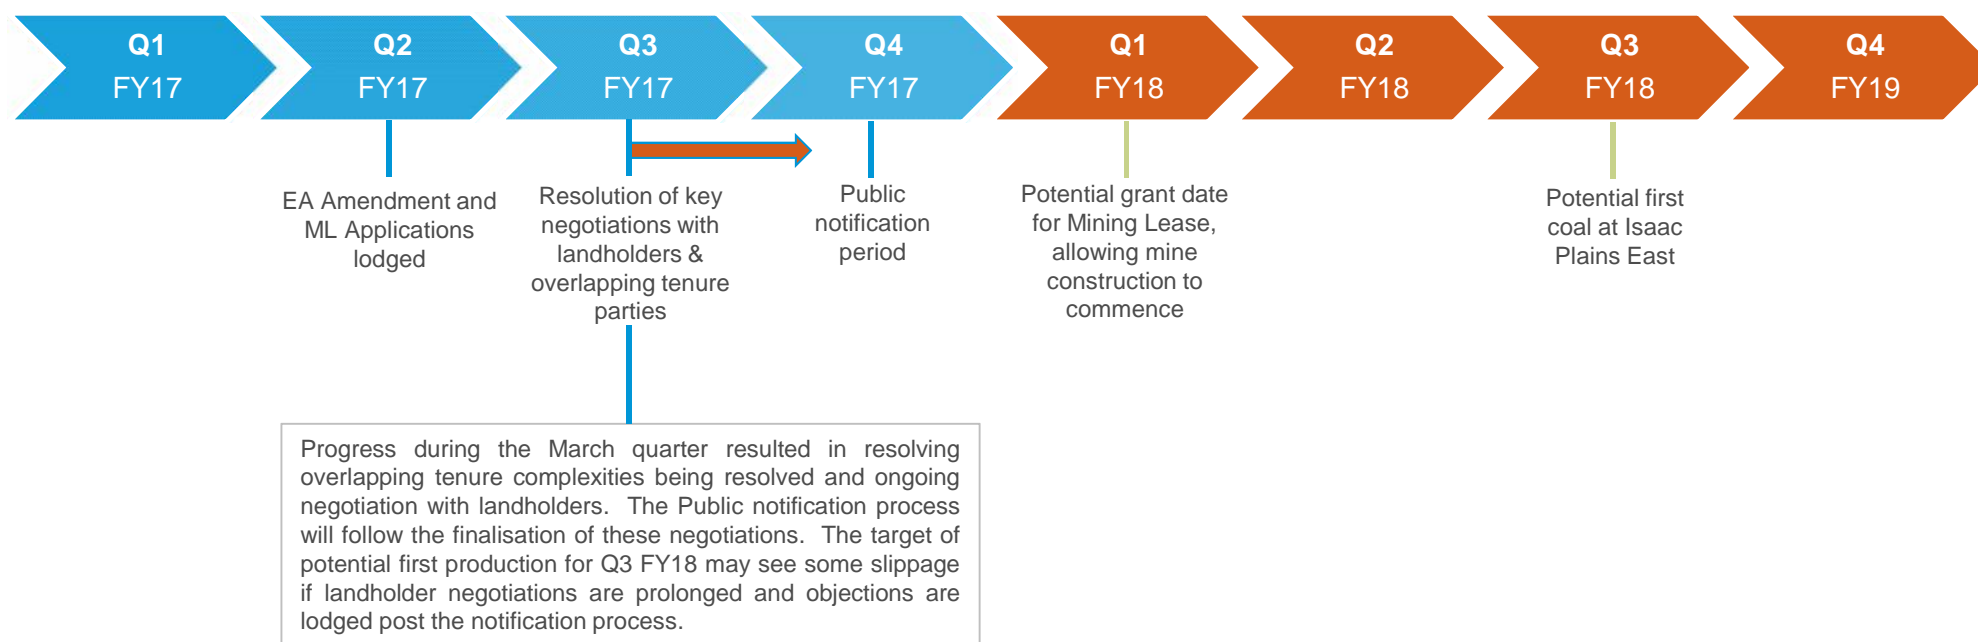 Q1
FY17
Q2
FY17
Q3
FY17
Q4
FY17
Q1
FY18
Q2
FY18
Q3
FY18
Q4
FY19
EA Amendment and
ML Applications
lodged
Resolution of key
negotiations with
landholders &
overlapping tenure
parties
Public
notification
period
Potential grant date
for Mining Lease,
allowing mine
construction to
commence
Potential first
coal at Isaac
Plains East
Progress during the March quarter resulted in resolving
overlapping tenure complexities being resolved and ongoing
negotiation with landholders. The Public notification process
will follow the finalisation of these negotiations. The target of
potential first production for Q3 FY18 may see some slippage
if landholder negotiations are prolonged and objections are
lodged post the notification process.